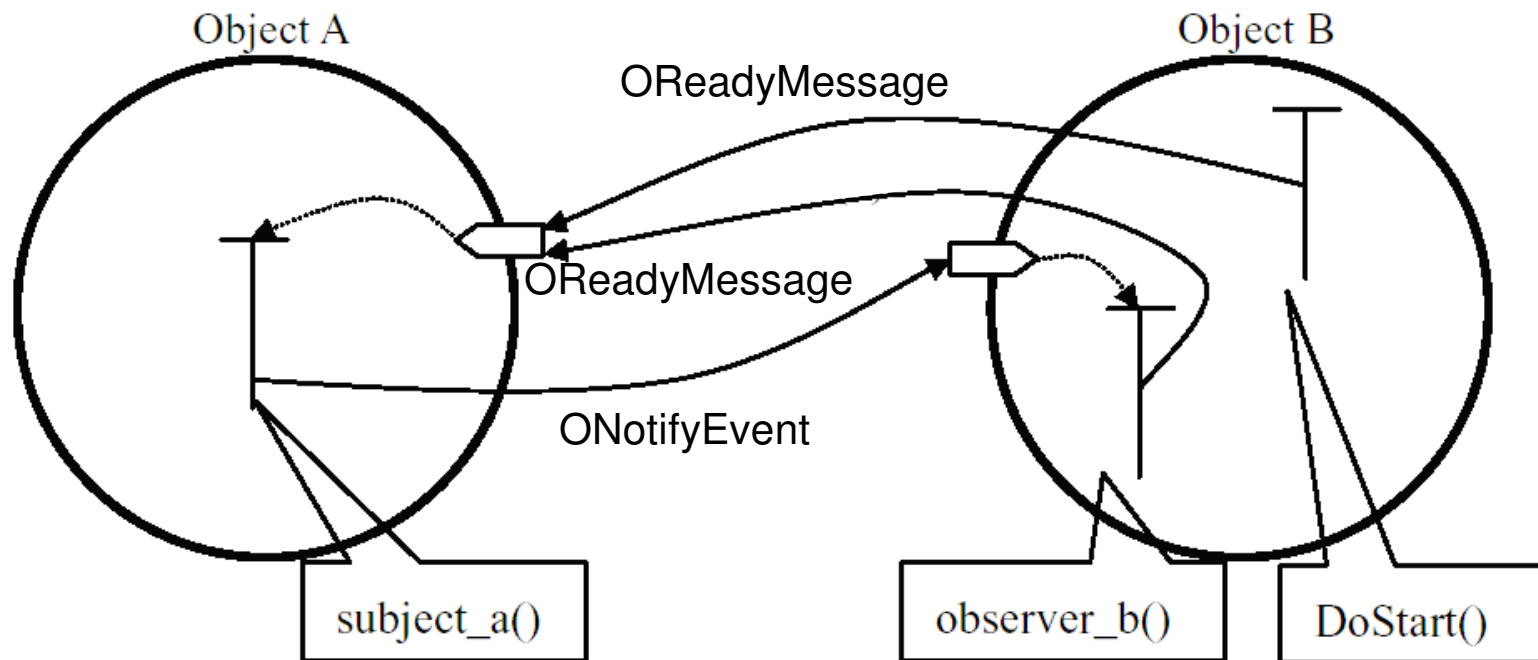 Object A
Object B
OReadyMessage
OReadyMessage
ONotifyEvent
subject_a()
observer_b()
DoStart()